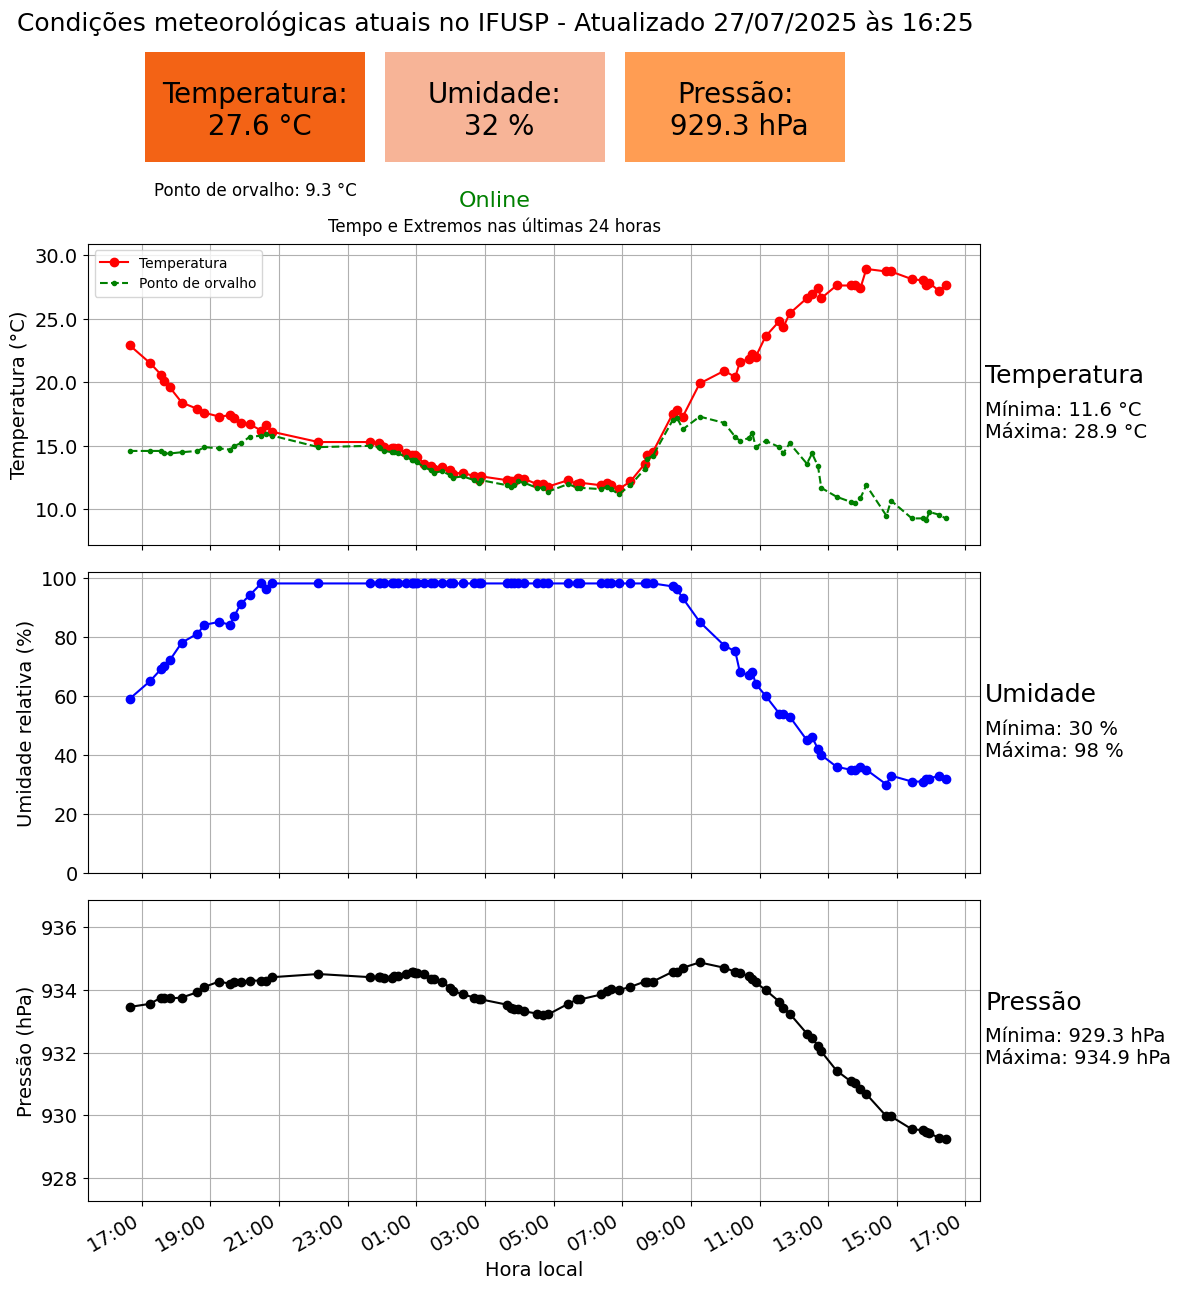 Condições meteorológicas atuais no IFUSP - Atualizado 27/07/2025 às 16:25
Temperatura:
27.6 °C
Umidade:
32 %
Pressão:
929.3 hPa
Ponto de orvalho: 9.3 °C
Online
Tempo e Extremos nas últimas 24 horas
Temperatura
Ponto de orvalho
Temperatura (°C)
30.0
25.0
20.0
15.0
10.0
Temperatura
Mínima: 11.6 °C
Máxima: 28.9 °C
Umidade relativa (%)
100
80
60
40
20
0
Umidade
Mínima: 30 %
Máxima: 98 %
Pressão (hPa)
936
934
932
930
928
Pressão
Mínima: 929.3 hPa
Máxima: 934.9 hPa
17:00
19:00
21:00
23:00
01:00
03:00
05:00
07:00
09:00
11:00
13:00
15:00
17:00
Hora local